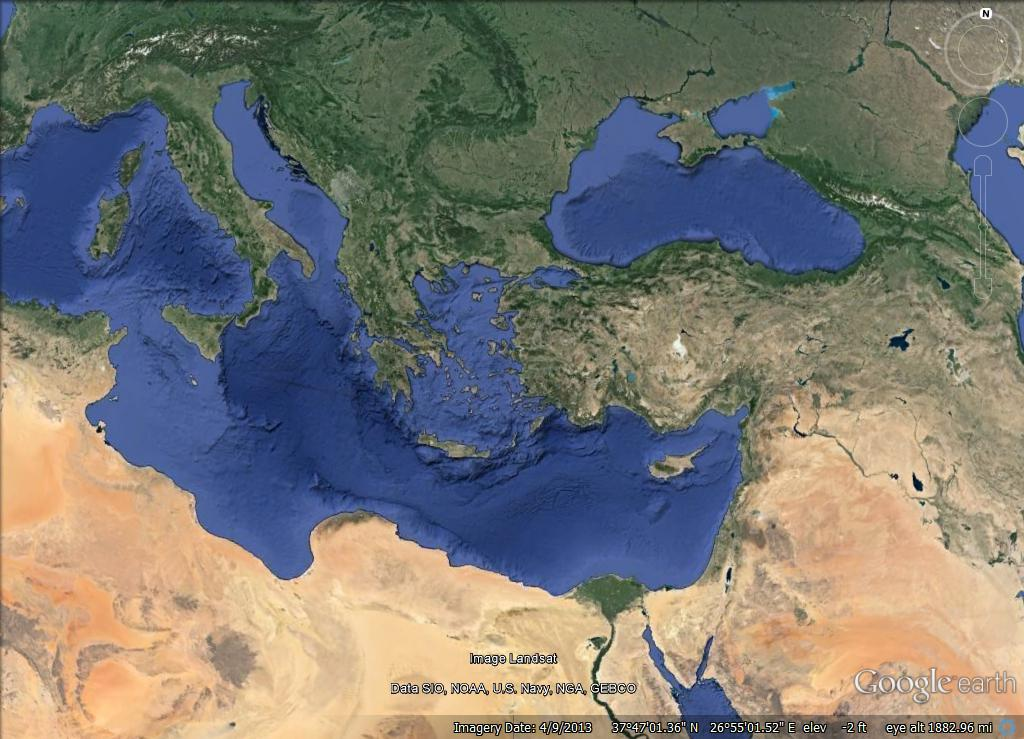 N
Image Landsat
Data SIO, NOAA, U.S. Navy, NGA, GEBCO
Google earth
Imagery Date: 4/9/2013 37°47'01.36" N 26°55'01.52" E elev -2 ft eye alt 1882.96 mi